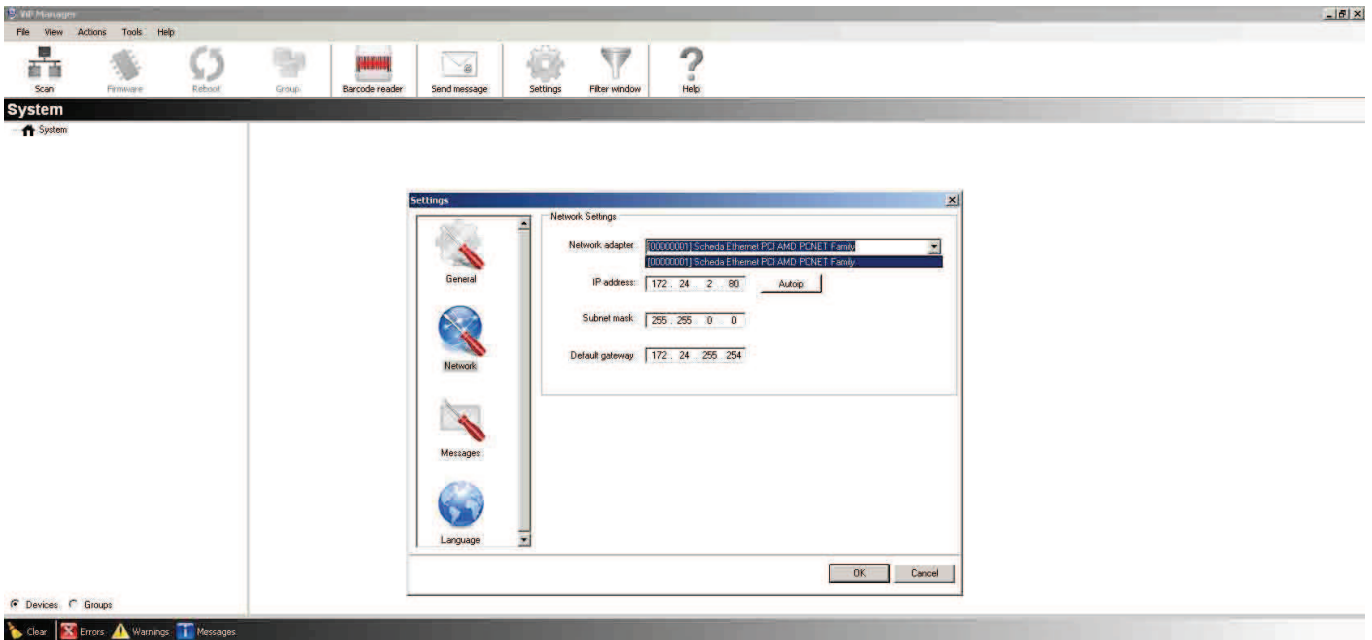 ViP Manager
File View Actions Tools Help
Scan Firmware Reboot Group Barcode reader Send message Settings Filter window Help
System
System
Settings
Network Settings
Network adapter [00000001] Scheda Ethernet PCI AMD PCNET Family
[00000001] Scheda Ethernet PCI AMD PCNET Family
General
IP address: 172 . 24 . 2 . 80 Autoip
Subnet mask 255 . 255 . 0 . 0
Default gateway 172 . 24 . 255 . 254
Network
Messages
Language
OK Cancel
Devices Groups
Clear Errors Warnings Messages